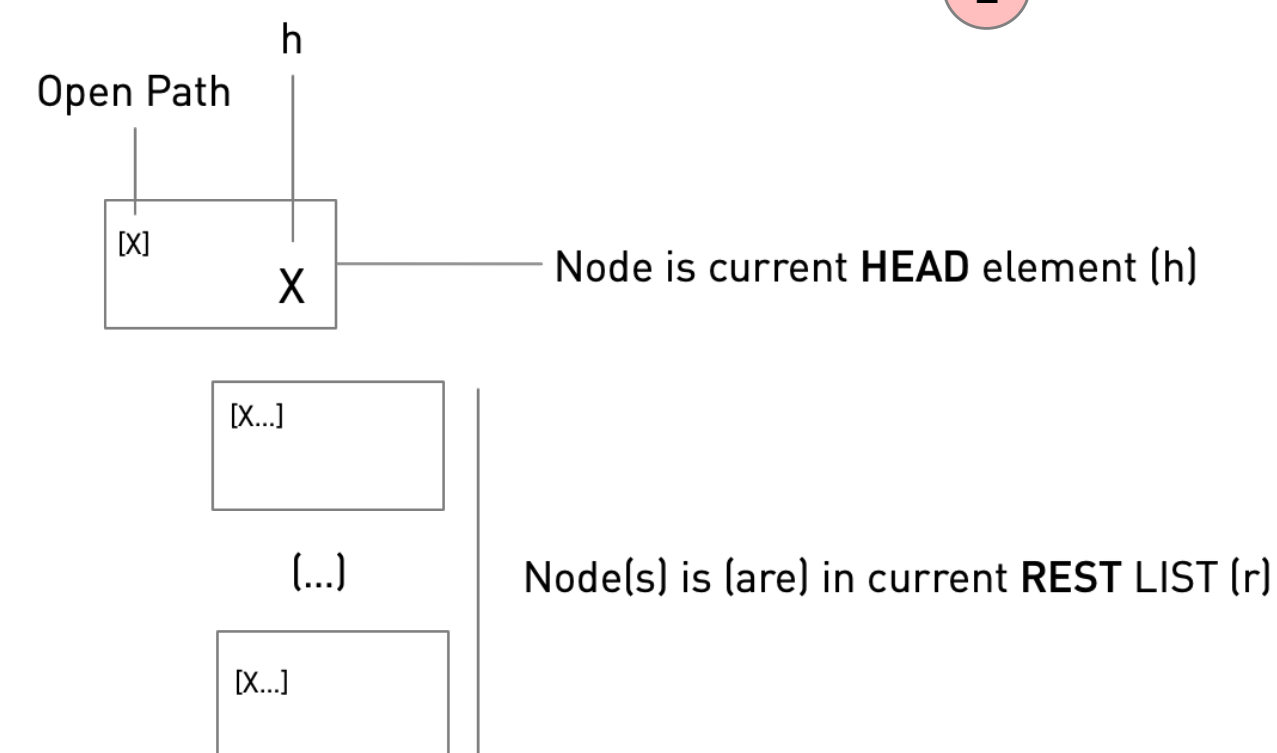 h
Open Path
[X]
X
Node is current HEAD element (h)
[X...]
(...)
Node(s) is (are) in current REST LIST (r)
[X...]